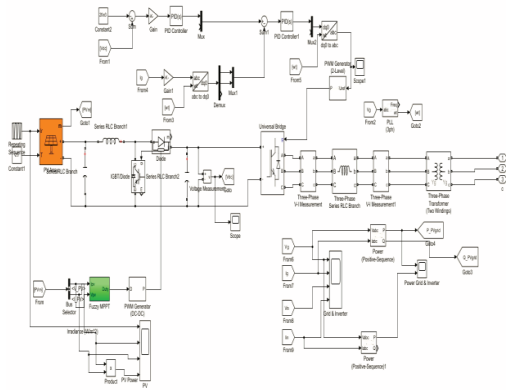 Constant2
Sum
Gain
PID Controller
Mux
Sum1
PID Controller1
Mux2
dq0 to abc
From1
From5
PWM Generator
(2-Level)
Scope1
From4
Gain1
abc to dq0
From3
Demux
Mux1
From2
PLL
(3ph)
Goto2
Repeating
Sequence
Constant1
Goto1
Series RLC Branch1
Diode
Series RLC Branch
IGBT/Diode
Series RLC Branch2
Voltage Measurement
Goto
Scope
Universal Bridge
Three-Phase
V-I Measurement
Three-Phase
Series RLC Branch
Three-Phase
V-I Measurement1
Three-Phase
Transformer
(Two Windings)
From
Bus
Selector
Fuzzy MPPT
PWM Generator
(DC-DC)
Product
PV Power
PV
From6
From7
From8
From9
Grid & Inverter
Power
(Positive-Sequence)
Goto4
Goto3
Power Grid & Inverter
Power
(Positive-Sequence)1